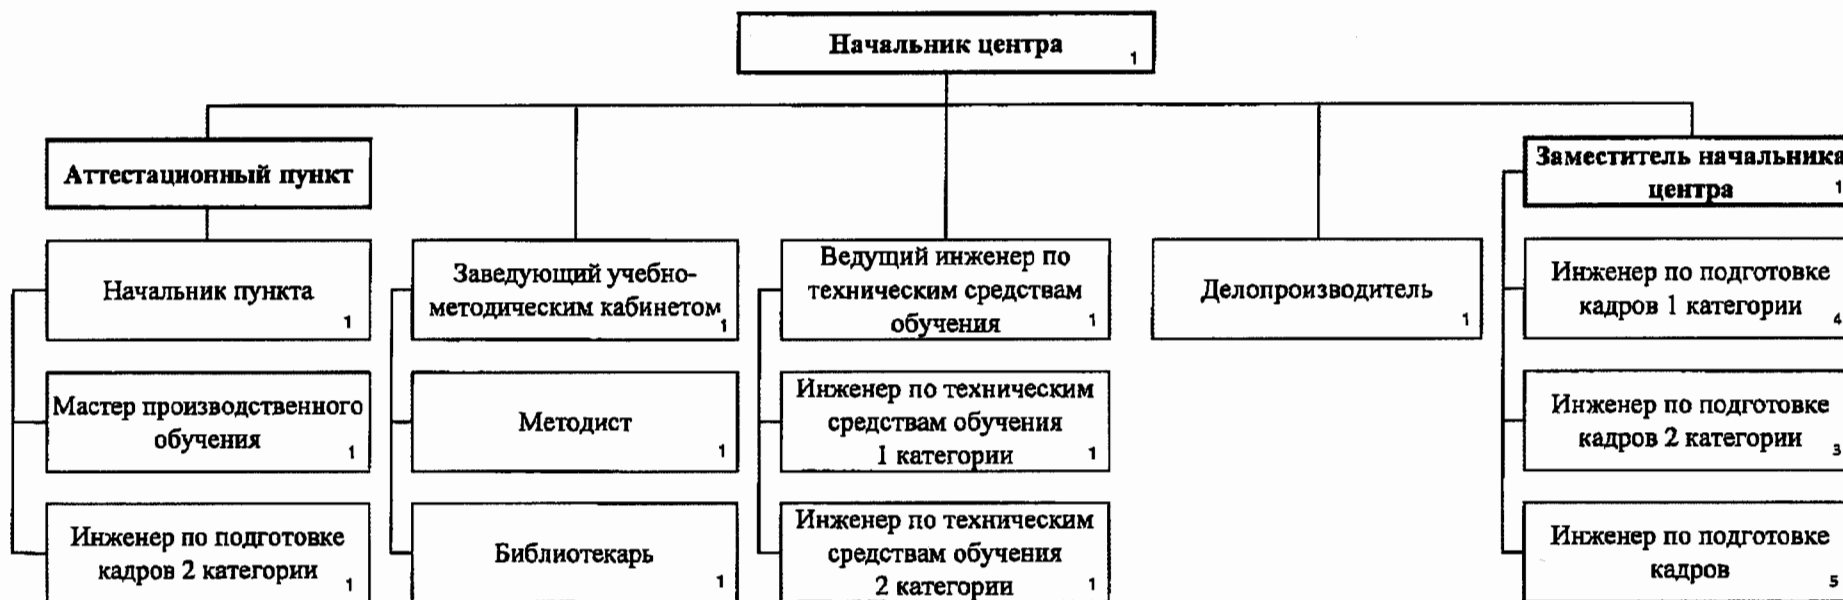 Начальник центра
1
Аттестационный пункт
Начальник пункта
1
Мастер производственного
обучения
1
Инженер по подготовке
кадров 2 категории
1
Заведующий учебно-
методическим кабинетом
1
Методист
1
Библиотекарь
1
Ведущий инженер по
техническим средствам
обучения
1
Инженер по техническим
средствам обучения
1 категории
1
Инженер по техническим
средствам обучения
2 категории
1
Делопроизводитель
1
Заместитель начальника
центра
1
Инженер по подготовке
кадров 1 категории
4
Инженер по подготовке
кадров 2 категории
3
Инженер по подготовке
кадров
5